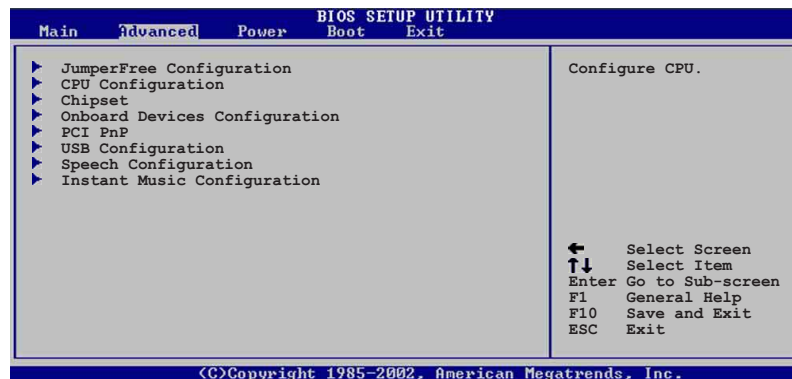 BIOS SETUP UTILITY
Main Advanced Power Boot Exit
JumperFree Configuration
CPU Configuration
Chipset
Onboard Devices Configuration
PCI PnP
USB Configuration
Speech Configuration
Instant Music Configuration
Configure CPU.
Select Screen
Select Item
Enter Go to Sub-screen
F1 General Help
F10 Save and Exit
ESC Exit
(C)Copyright 1985-2002, American Megatrends, Inc.